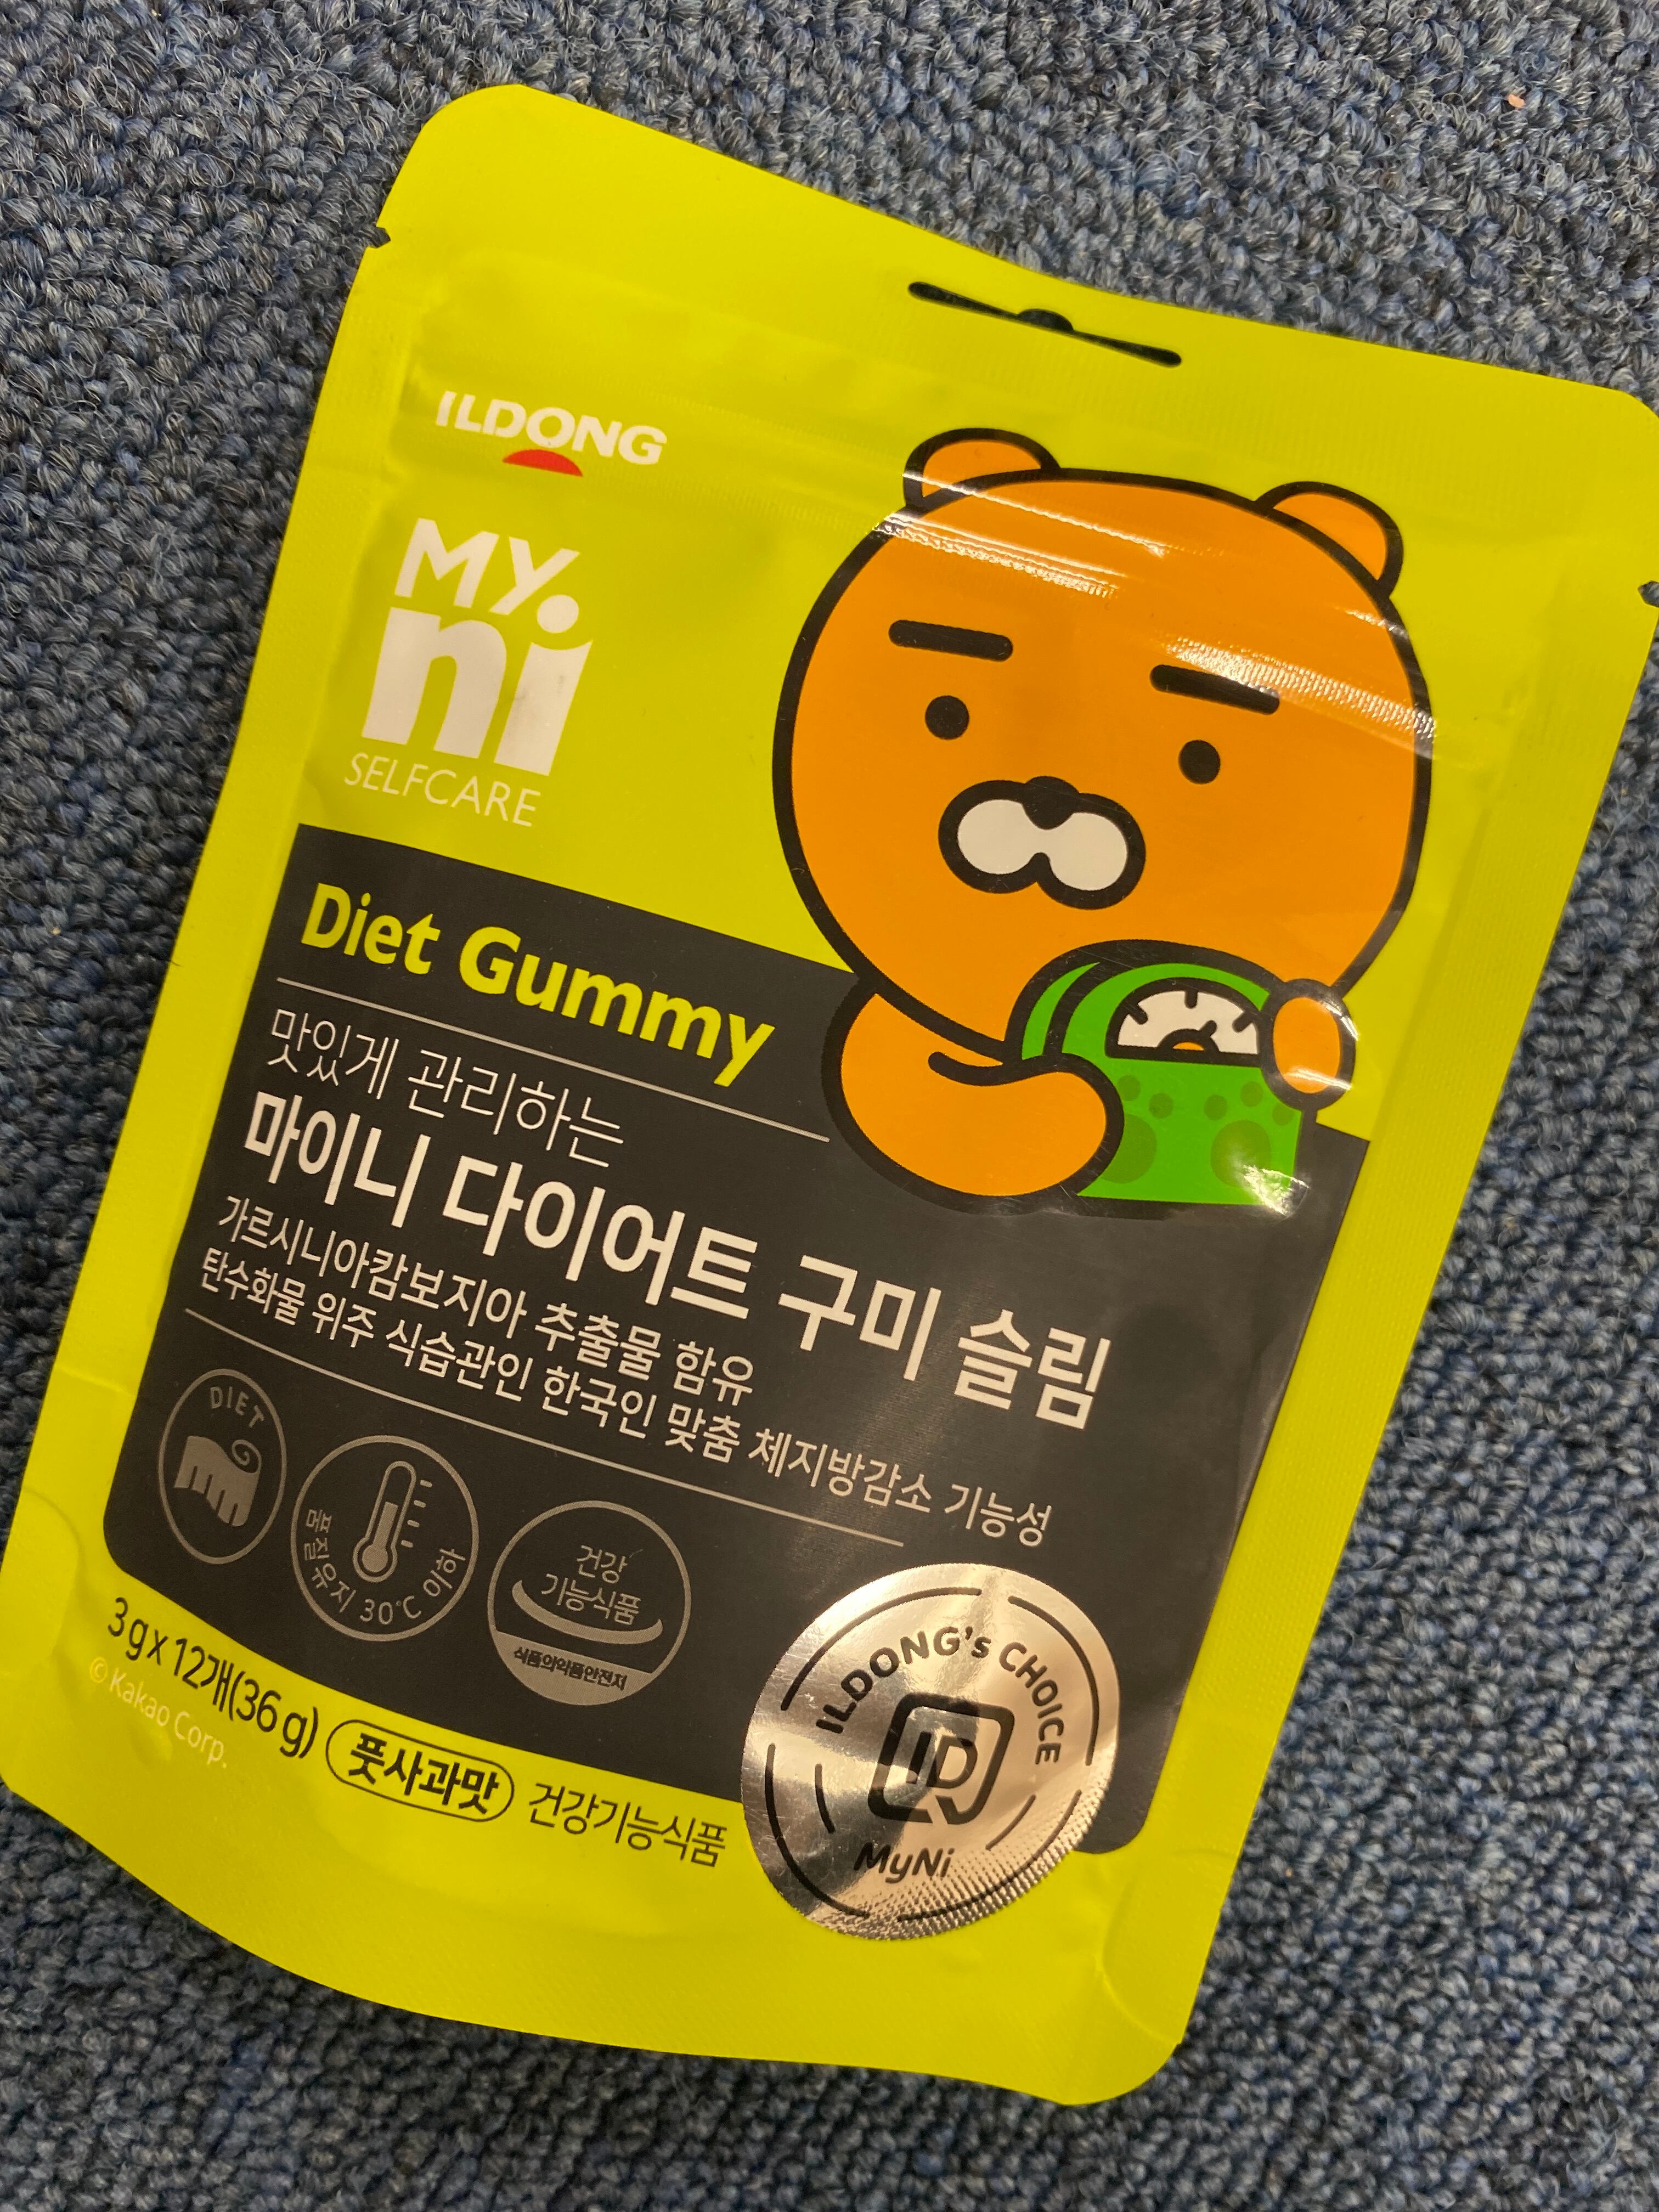 ILDONG
MY.
ni
SELFCARE
Diet Gummy
맛있게 관리하는
마이니 다이어트 구미 슬림
가르시니아캄보지아 추출물 함유
탄수화물 위주 식습관인 한국인 맞춤 체지방감소 기능성
DIET
품질유지 30℃ 이하
건강
기능식품
식품의약품안전처
ILDONG's CHOICE
ID
MyNi
3 g x 12개(36 g) 풋사과맛 건강기능식품
© Kakao Corp.